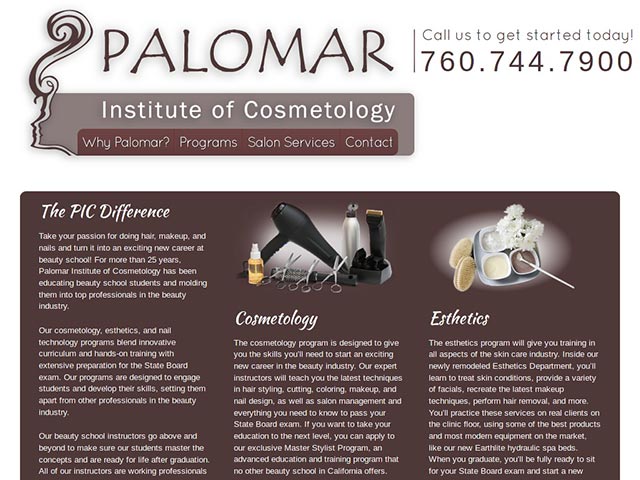 PALOMAR
Institute of Cosmetology
Call us to get started today!
760.744.7900
Why Palomar? Programs Salon Services Contact
The PIC Difference
Take your passion for doing hair, makeup, and
nails and turn it into an exciting new career at
beauty school! For more than 25 years,
Palomar Institute of Cosmetology has been
educating beauty school students and molding
them into top professionals in the beauty
industry.
Our cosmetology, esthetics, and nail
technology programs blend innovative
curriculum and hands-on training with
extensive preparation for the State Board
exam. Our programs are designed to engage
students and develop their skills, setting them
apart from other professionals in the beauty
industry.
Our beauty school instructors go above and
beyond to make sure our students master the
concepts and are ready for life after graduation.
All of our instructors are working professionals
Cosmetology
The cosmetology program is designed to give
you the skills you'll need to start an exciting
new career in the beauty industry. Our expert
instructors will teach you the latest techniques
in hair styling, cutting, coloring, makeup, and
nail design, as well as salon management and
everything you need to know to pass your
State Board exam. If you want to take your
education to the next level, you can apply to
our exclusive Master Stylist Program, an
advanced education and training program that
no other beauty school in California offers.
Esthetics
The esthetics program will give you training in
all aspects of the skin care industry. Inside our
newly remodeled Esthetics Department, you'll
learn to treat skin conditions, provide a variety
of facials, recreate the latest makeup
techniques, perform hair removal, and more.
You'll practice these services on real clients on
the clinic floor, using some of the best products
and most modern equipment on the market,
like our new Earthlite hydraulic spa beds.
When you graduate, you'll be fully ready to sit
for your State Board exam and start a new